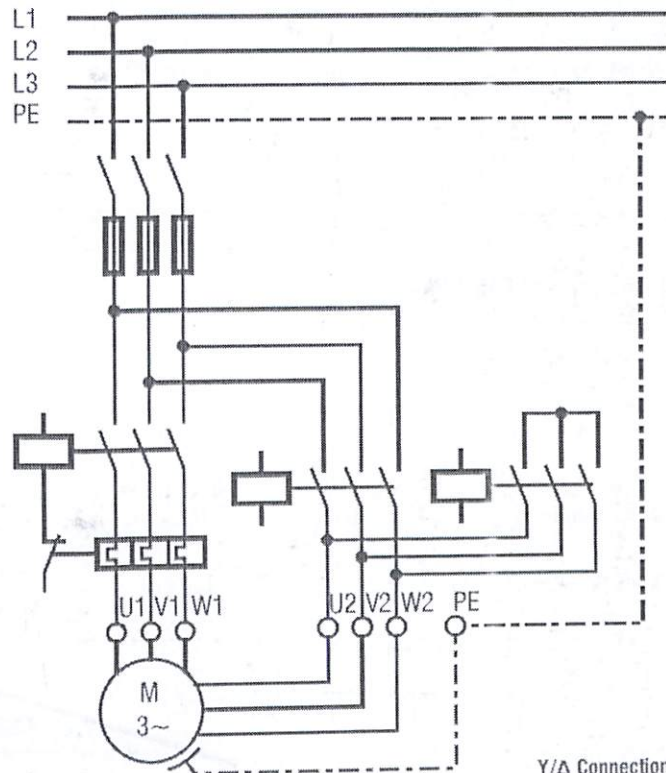 L1
L2
L3
PE
U1 V1 W1
U2 V2 W2 PE
M
3~
Y/Δ Connection